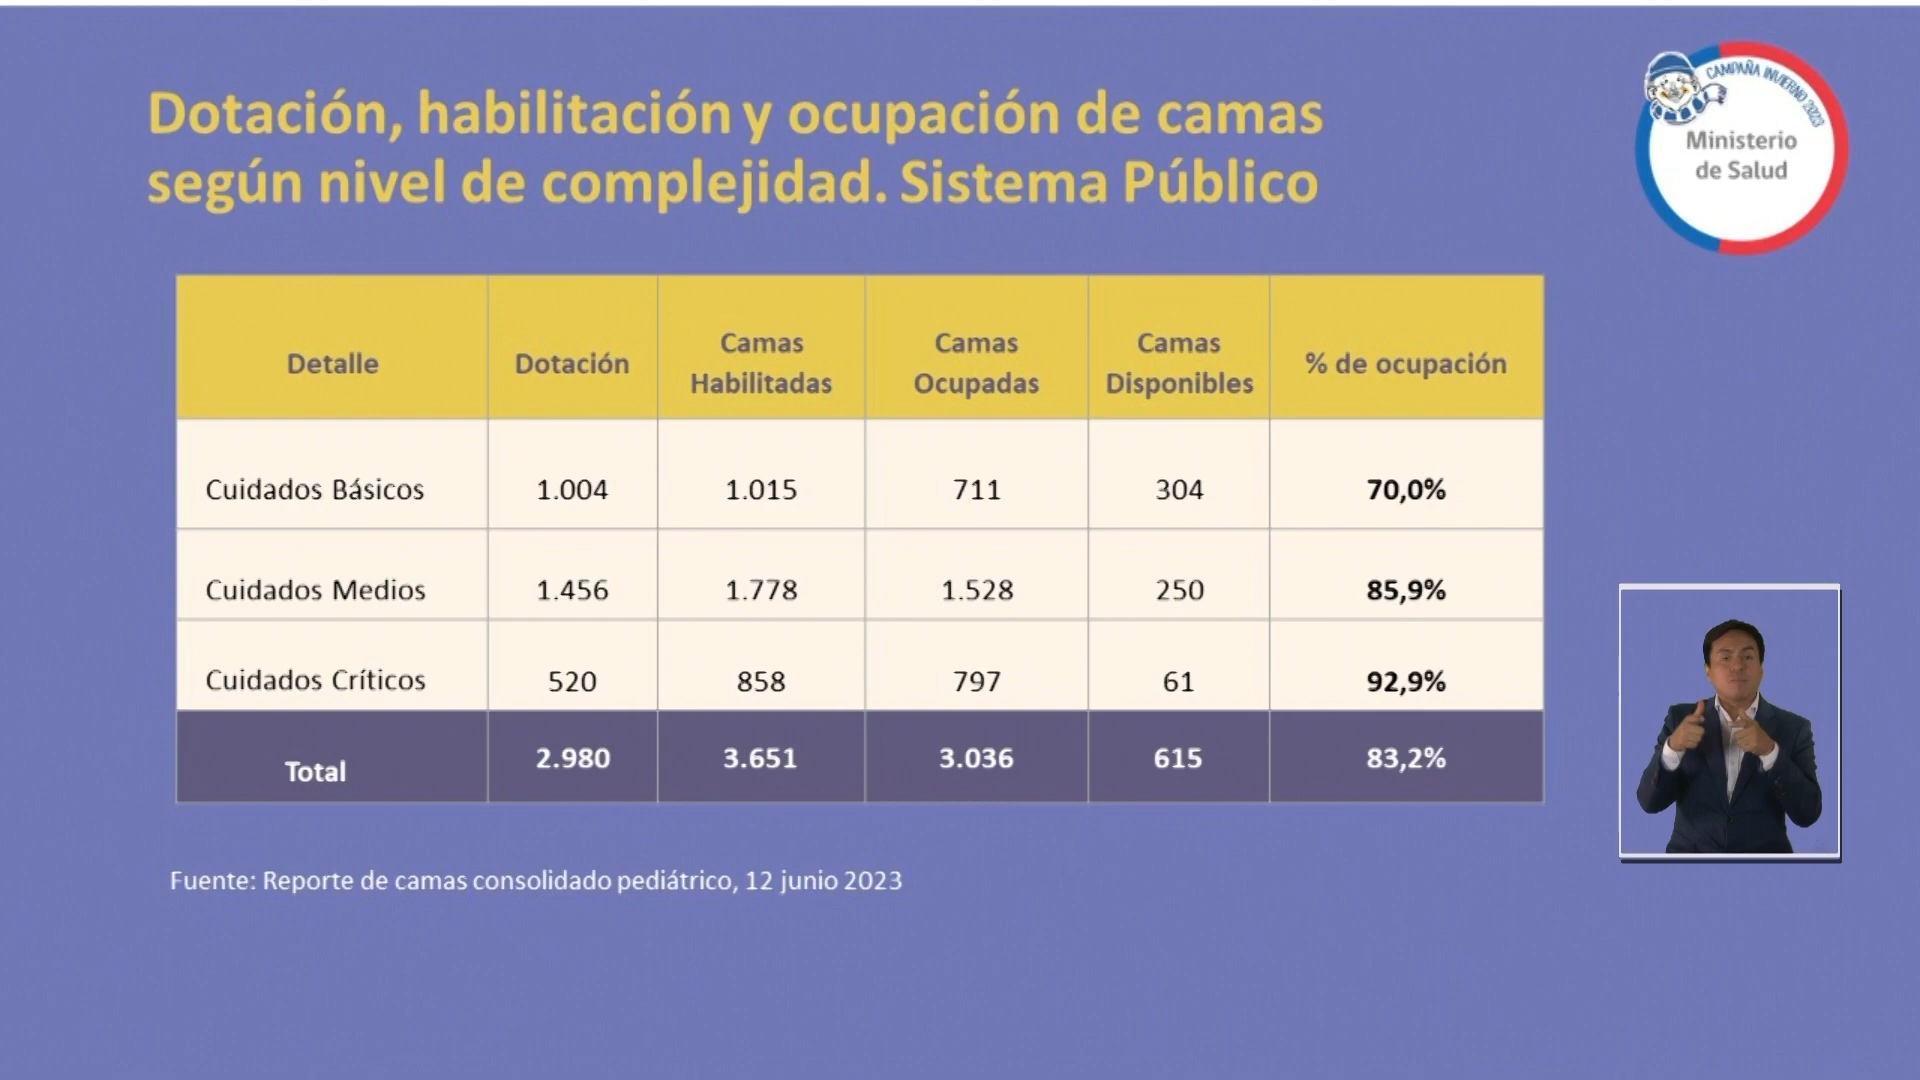 Dotación, habilitación y ocupación de camas
según nivel de complejidad. Sistema Público
CAMPAÑA INVIERNO 2023
Ministerio
de Salud
Detalle Dotación Camas Habilitadas Camas Ocupadas Camas Disponibles % de ocupación
Cuidados Básicos 1.004 1.015 711 304 70,0%
Cuidados Medios 1.456 1.778 1.528 250 85,9%
Cuidados Críticos 520 858 797 61 92,9%
Total 2.980 3.651 3.036 615 83,2%
Fuente: Reporte de camas consolidado pediátrico, 12 junio 2023